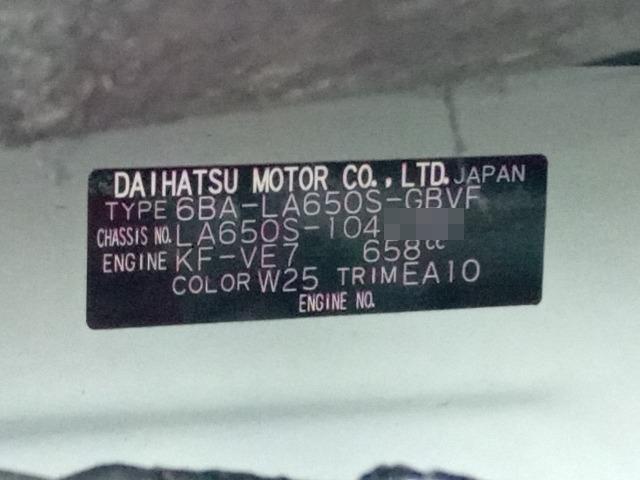 DAIHATSU MOTOR CO., LTD. JAPAN
TYPE 6BA-LA650S-GBVF
CHASSIS NO. LA650S-104
ENGINE KF-VE7 658cc
COLOR W25 TRIM EA10
ENGINE NO.